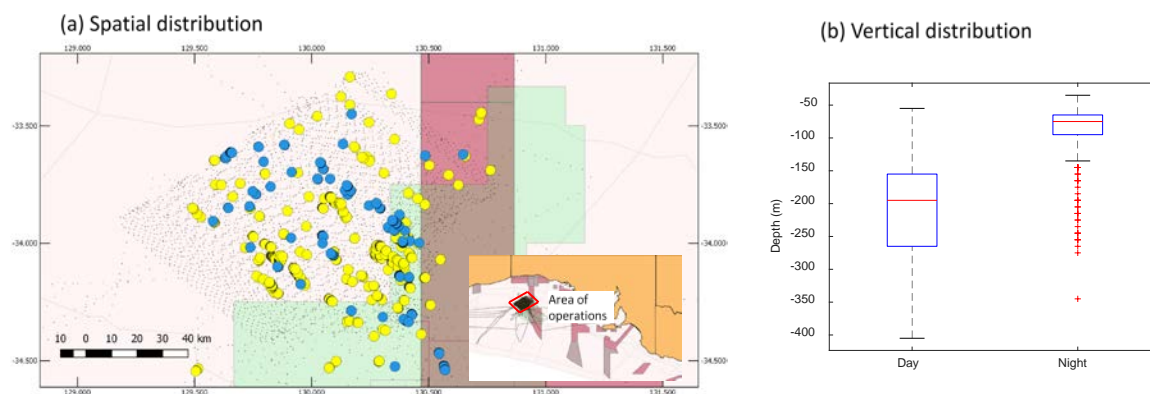 (a) Spatial distribution
129.000 129.500 130.000 130.500 131.000 131.500
-33.500 -33.500
-34.000 -34.000
-34.500 -34.500
10 0 10 20 30 40 km
Area of
operations
129.000 129.500 130.000 130.500 131.000 131.500
(b) Vertical distribution
Depth (m)
-50
-100
-150
-200
-250
-300
-350
-400
Day Night